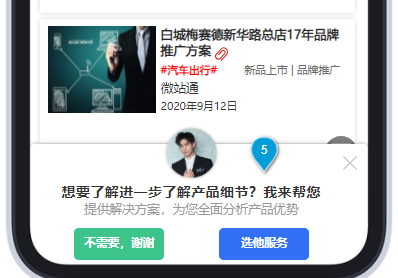 social network
白城梅赛德新华路总店17年品牌
推广方案
#汽车出行#
新品上市 | 品牌推广
微站通
2020年9月12日
5
想要了解进一步了解产品细节？我来帮您
提供解决方案，为您全面分析产品优势
不需要，谢谢
选他服务